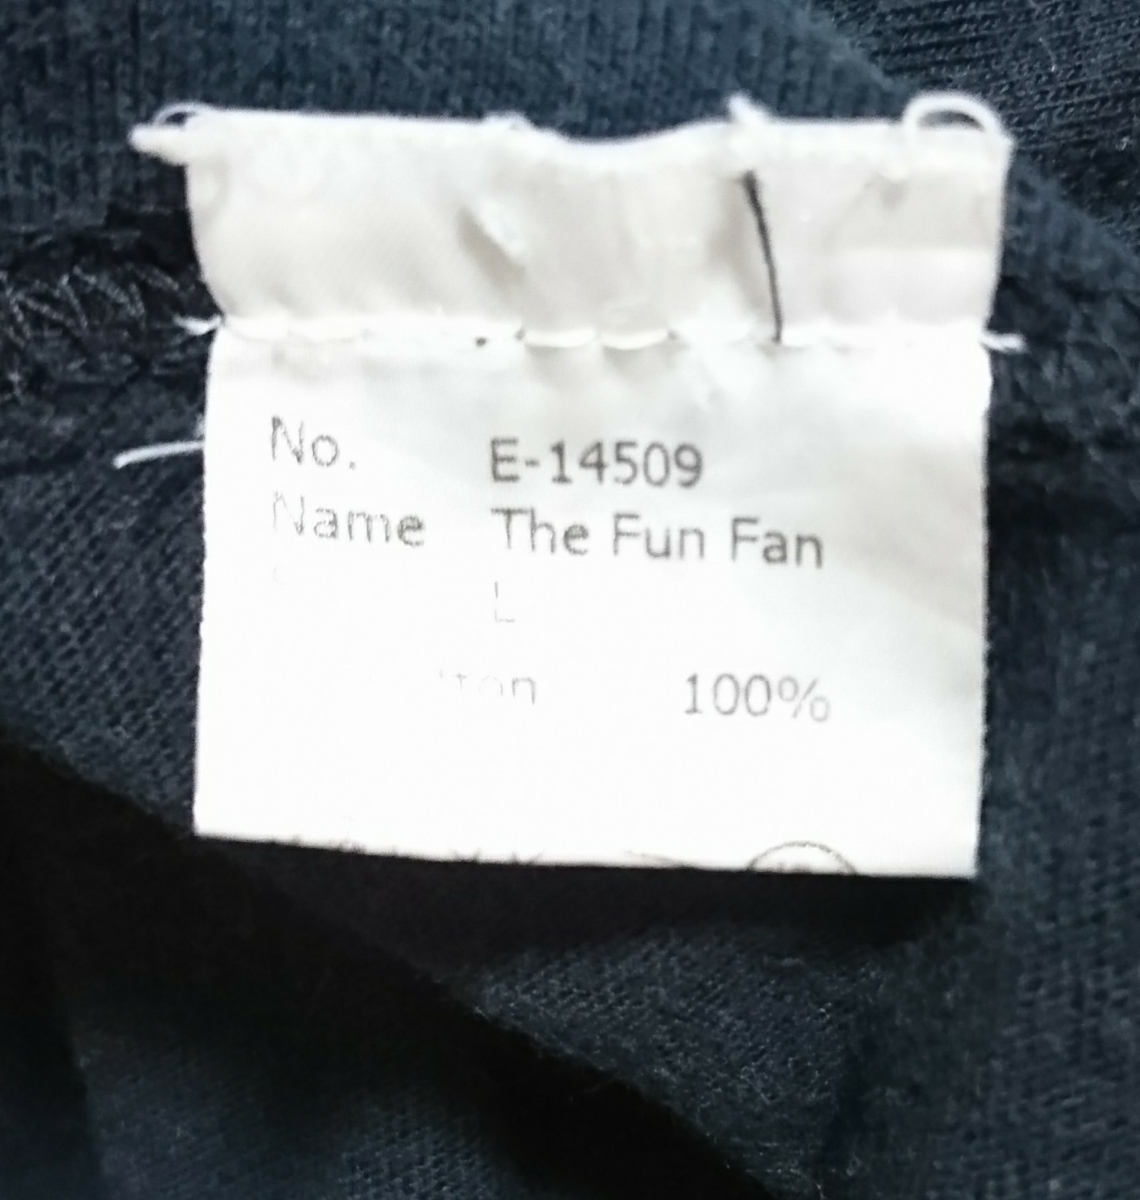 No. E-14509
Name The Fun Fan
L
100%